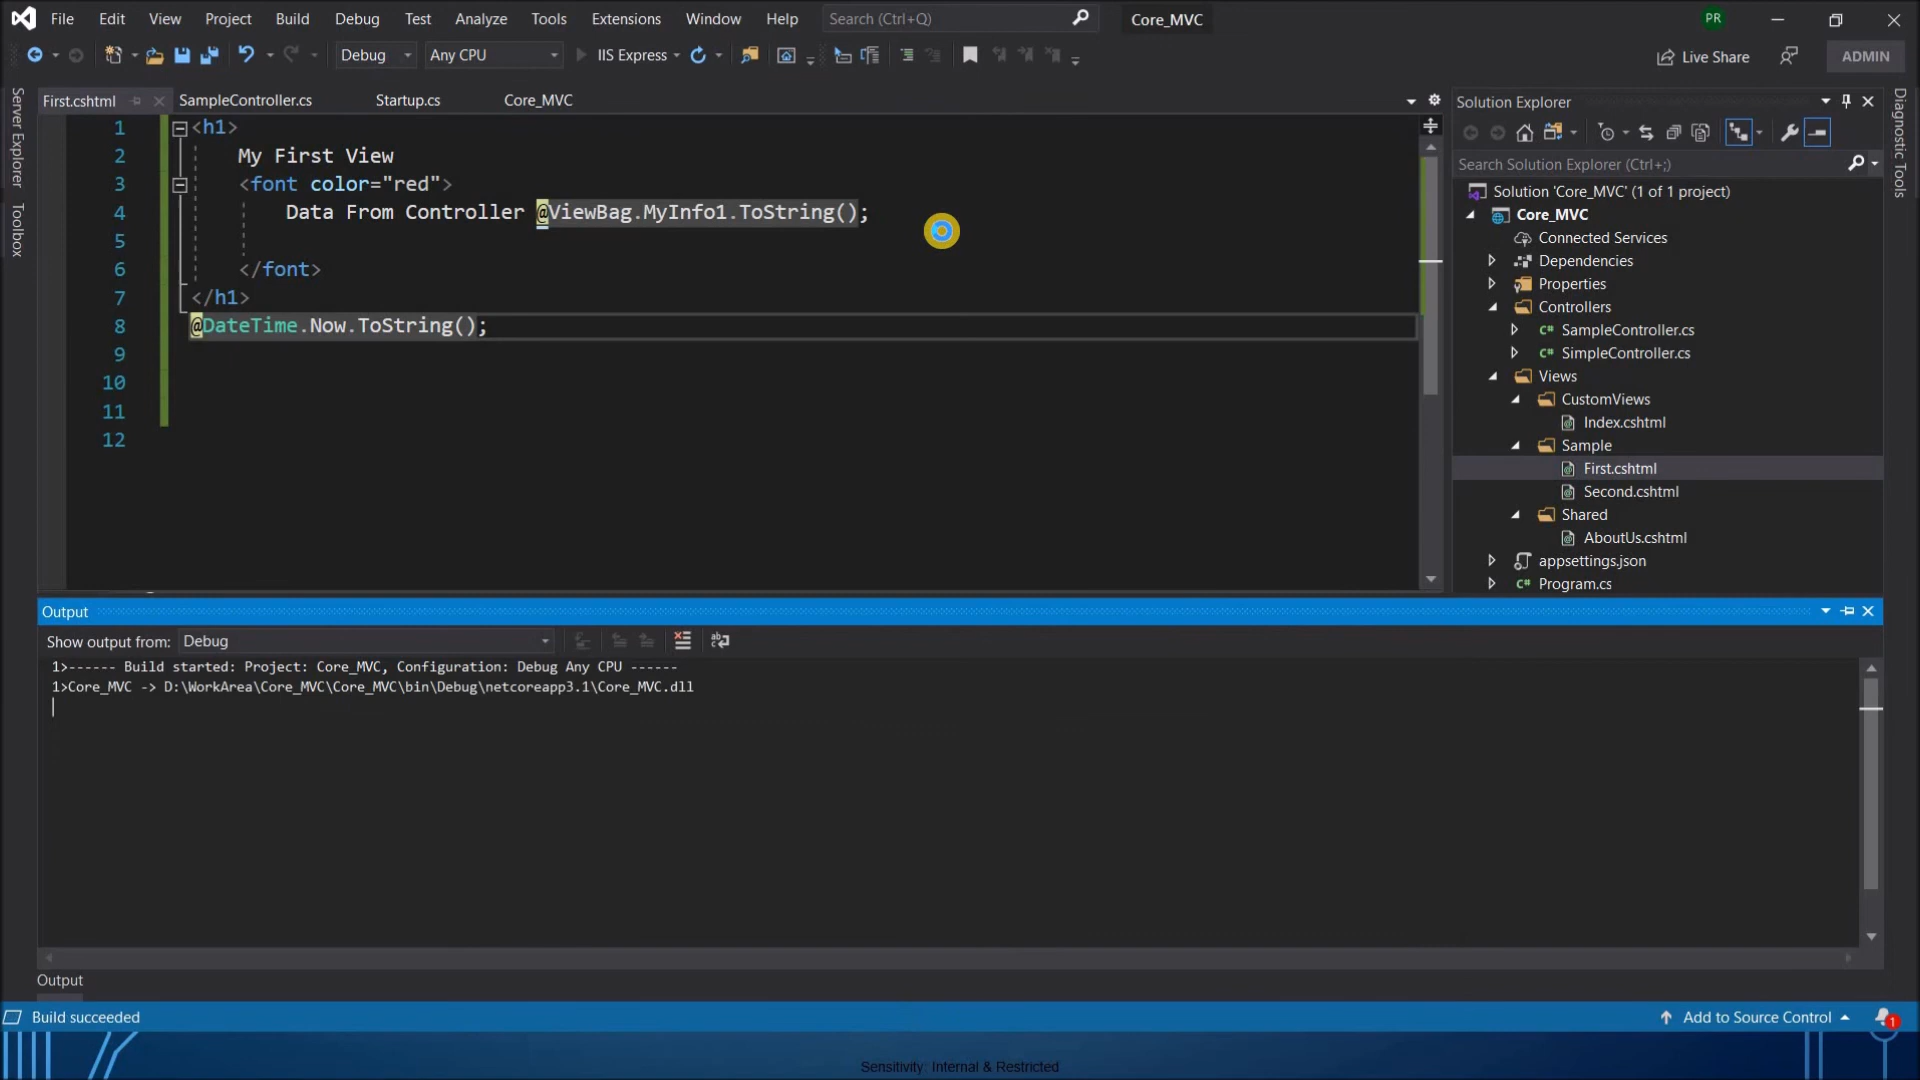 File Edit View Project Build Debug Test Analyze Tools Extensions Window Help Search (Ctrl+Q) Core_MVC PR
Debug Any CPU IIS Express Live Share ADMIN
Server Explorer
Toolbox
First.cshtml SampleController.cs Startup.cs Core_MVC
1 <h1>
2 My First View
3 <font color="red">
4 Data From Controller @ViewBag.MyInfo1.ToString();
5
6 </font>
7 </h1>
8 @DateTime.Now.ToString();
9
10
11
12
Solution Explorer
Search Solution Explorer (Ctrl+;)
Solution 'Core_MVC' (1 of 1 project)
Core_MVC
Connected Services
Dependencies
Properties
Controllers
C# SampleController.cs
C# SimpleController.cs
Views
CustomViews
Index.cshtml
Sample
First.cshtml
Second.cshtml
Shared
AboutUs.cshtml
appsettings.json
C# Program.cs
Diagnostic Tools
Output
Show output from: Debug
1>------ Build started: Project: Core_MVC, Configuration: Debug Any CPU ------
1>Core_MVC -> D:\WorkArea\Core_MVC\Core_MVC\bin\Debug\netcoreapp3.1\Core_MVC.dll
Output
Build succeeded Add to Source Control 1
Sensitivity: Internal & Restricted